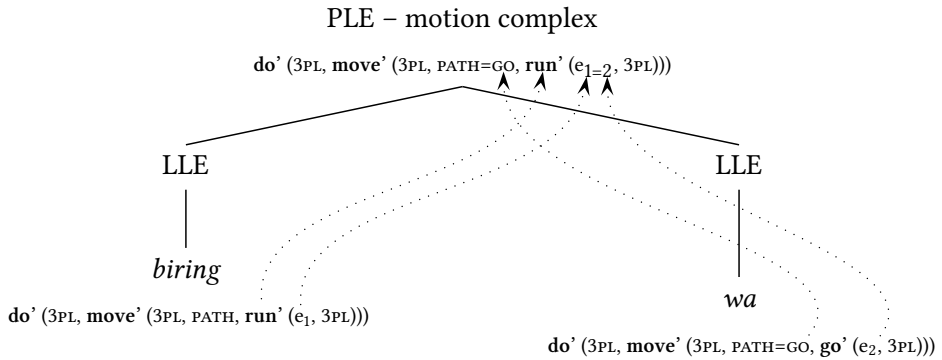 PLE – motion complex
do’ (3PL, move’ (3PL, PATH=GO, run’ (e1=2, 3PL)))
LLE LLE
biring
wa
do’ (3PL, move’ (3PL, PATH, run’ (e1, 3PL)))
do’ (3PL, move’ (3PL, PATH=GO, go’ (e2, 3PL)))